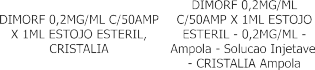 DIMORF 0,2MG/ML C/50AMP
X 1ML ESTOJO ESTERIL,
CRISTALIA
DIMORF 0,2MG/ML
C/50AMP X 1ML ESTOJO
ESTERIL - 0,2MG/ML -
Ampola - Solucao Injetave
- CRISTALIA Ampola